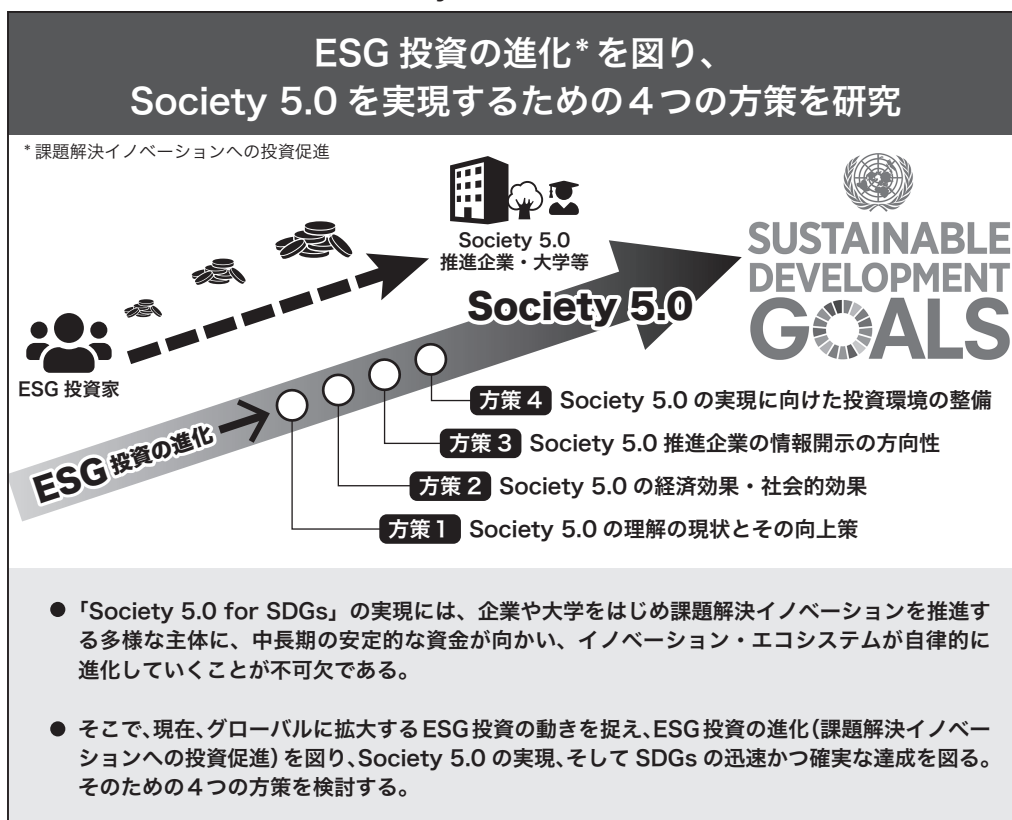 ESG 投資の進化*を図り、
Society 5.0 を実現するための4つの方策を研究
*課題解決イノベーションへの投資促進
Society 5.0
推進企業・大学等
SUSTAINABLE
DEVELOPMENT
GOALS
Society 5.0
ESG 投資家
ESG 投資の進化
方策 4 Society 5.0 の実現に向けた投資環境の整備
方策 3 Society 5.0 推進企業の情報開示の方向性
方策 2 Society 5.0 の経済効果・社会的効果
方策 1 Society 5.0 の理解の現状とその向上策
● 「Society 5.0 for SDGs」の実現には、企業や大学をはじめ課題解決イノベーションを推進す
る多様な主体に、中長期の安定的な資金が向かい、イノベーション・エコシステムが自律的に
進化していくことが不可欠である。
● そこで、現在、グローバルに拡大するESG投資の動きを捉え、ESG投資の進化(課題解決イノベー
ションへの投資促進)を図り、Society 5.0 の実現、そして SDGs の迅速かつ確実な達成を図る。
そのための4つの方策を検討する。